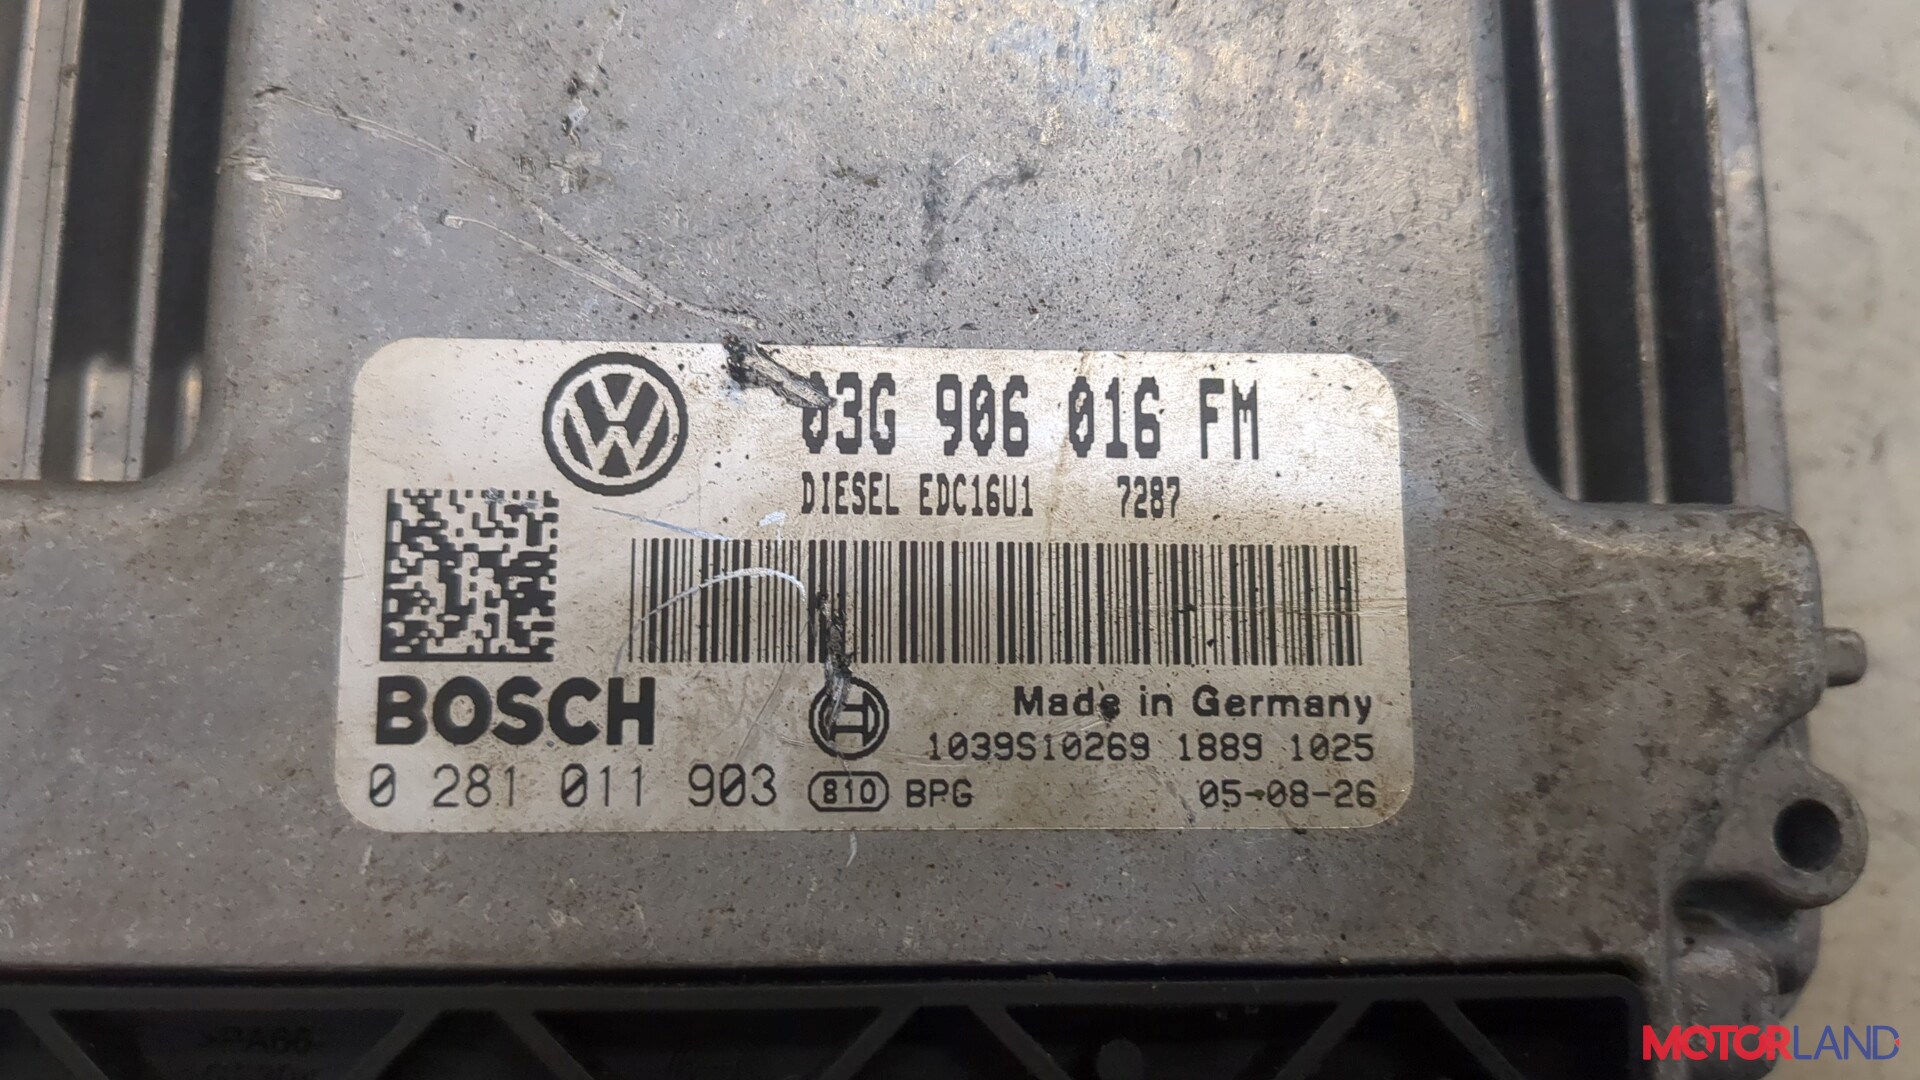 03G 906 016 FM
DIESEL EDC16U1 7287
BOSCH
Made in Germany
1039S10269 1889 1025
0 281 011 903 810 BPG 05-08-26
>PA66-
MOTORLAND